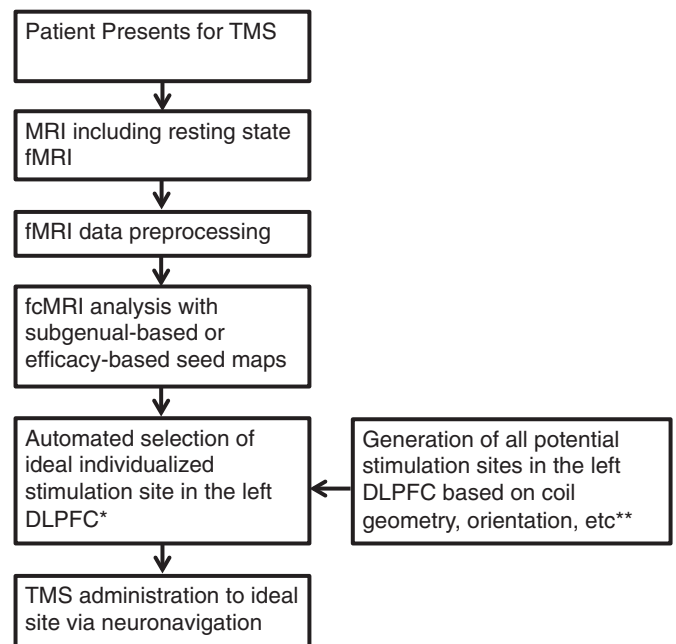 Patient Presents for TMS
MRI including resting state
fMRI
fMRI data preprocessing
fcMRI analysis with
subgenual-based or
efficacy-based seed maps
Automated selection of
ideal individualized
stimulation site in the left
DLPFC*
Generation of all potential
stimulation sites in the left
DLPFC based on coil
geometry, orientation, etc**
TMS administration to ideal
site via neuronavigation